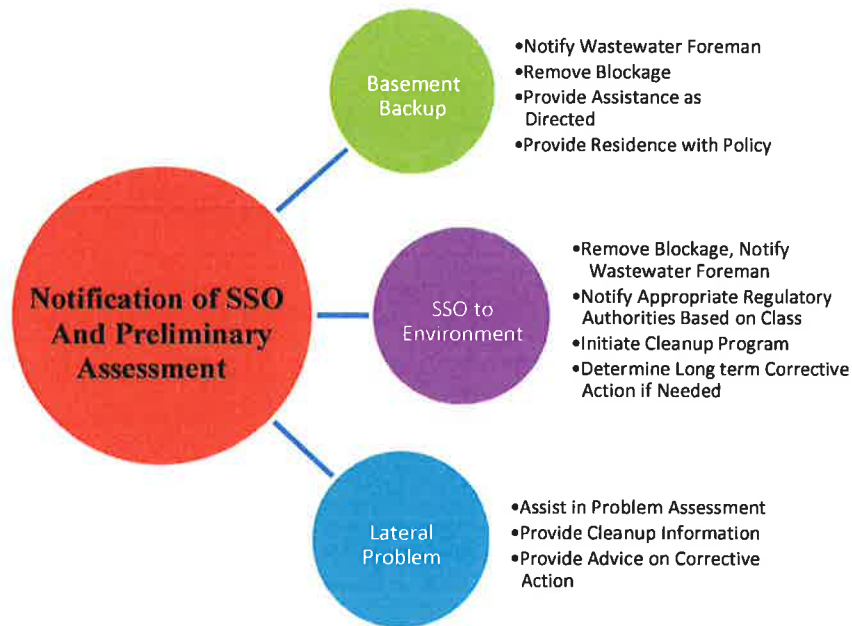 Notification of SSO
And Preliminary
Assessment
Basement
Backup
•Notify Wastewater Foreman
•Remove Blockage
•Provide Assistance as
Directed
•Provide Residence with Policy
SSO to
Environment
•Remove Blockage, Notify
Wastewater Foreman
•Notify Appropriate Regulatory
Authorities Based on Class
•Initiate Cleanup Program
•Determine Long term Corrective
Action if Needed
Lateral
Problem
•Assist in Problem Assessment
•Provide Cleanup Information
•Provide Advice on Corrective
Action